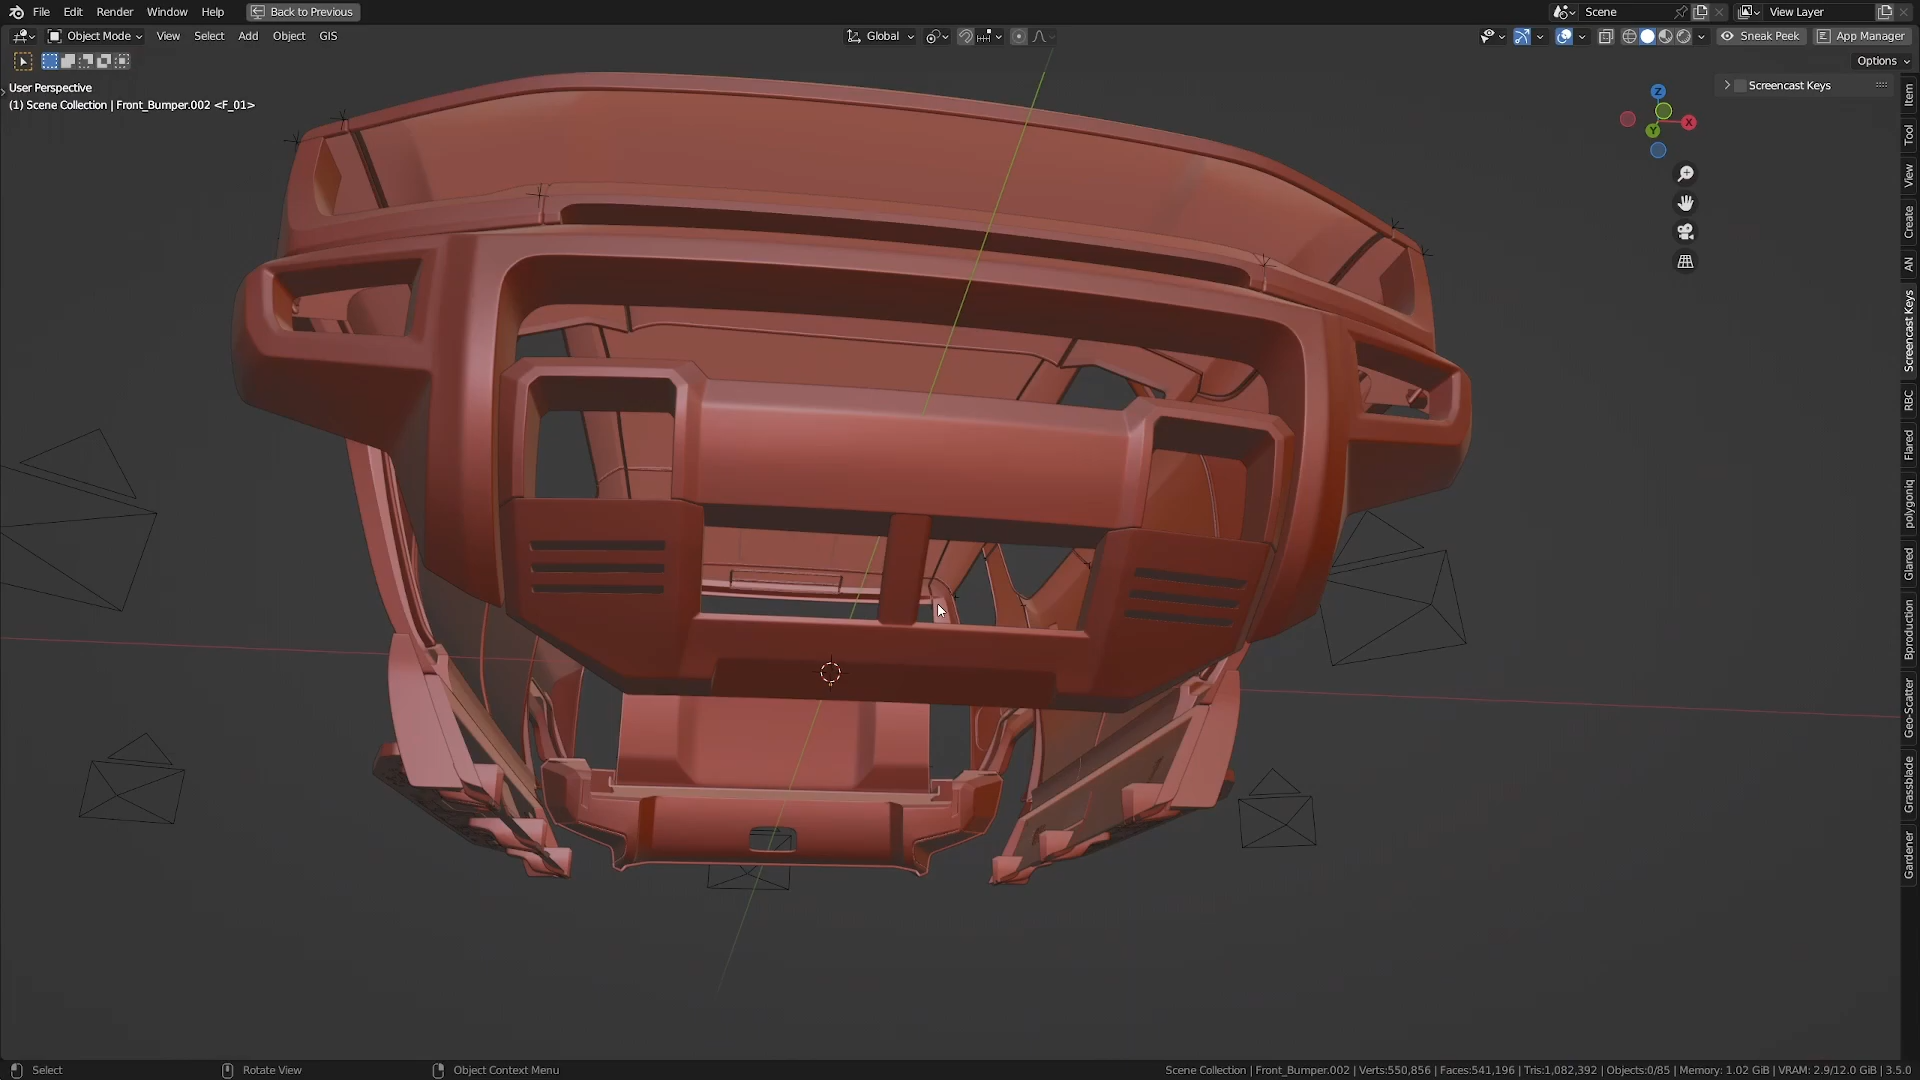 File Edit Render Window Help Back to Previous Scene View Layer
Object Mode View Select Add Object GIS Global Sneak Peek App Manager
Options
User Perspective
(1) Scene Collection | Front_Bumper.002 <F_01>
Screencast Keys
Z
X
Y
Item
Tool
View
Create
AN
Screencast Keys
RBC
Flared
polygoniq
Glared
Bproduction
Geo-Scatter
Grassblade
Gardener
Select Rotate View Object Context Menu Scene Collection | Front_Bumper.002 | Verts:550,856 | Faces:541,196 | Tris:1,082,392 | Objects:0/85 | Memory: 1.02 GiB | VRAM: 2.9/12.0 GiB | 3.5.0